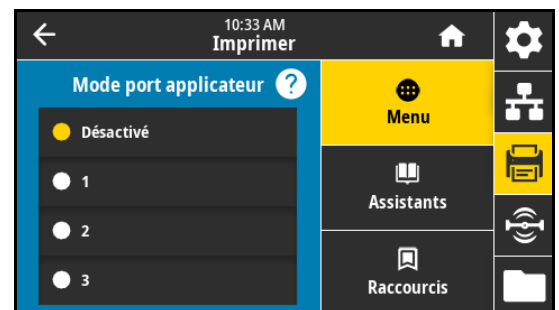 10:33 AM
Imprimer
Mode port applicateur ?
Désactivé
1
2
3
Menu
Assistants
Raccourcis